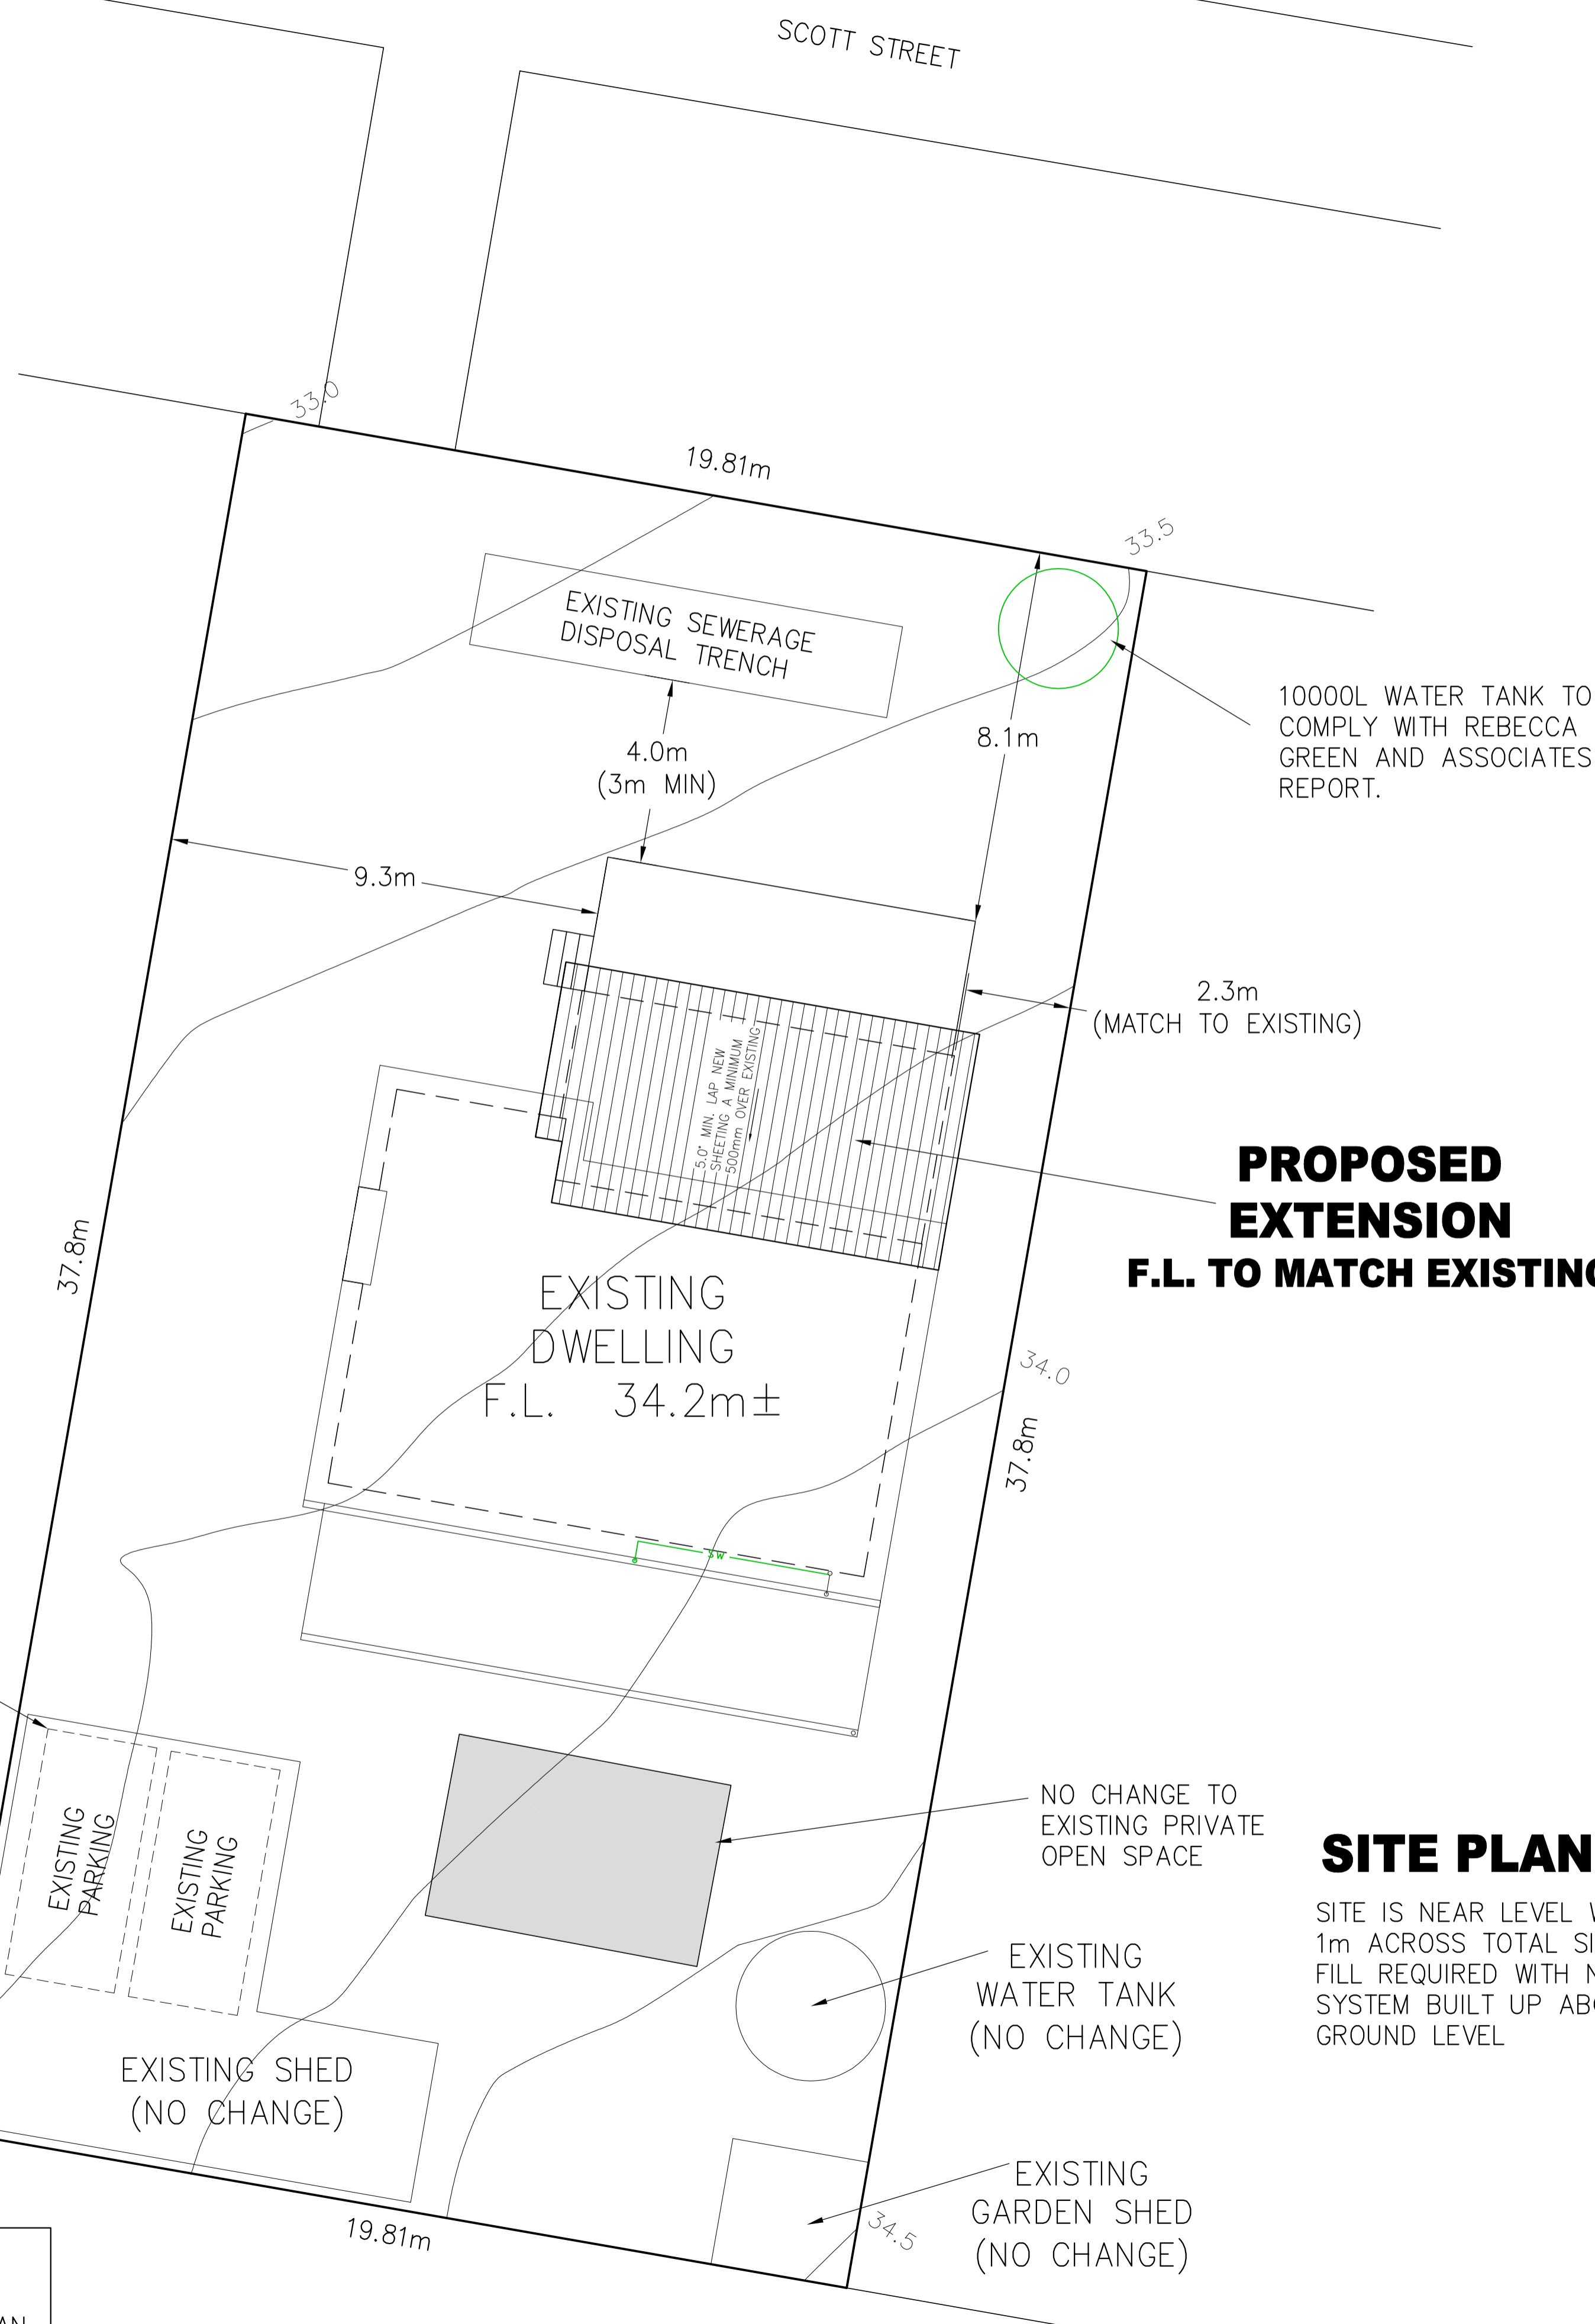 SCOTT STREET
33.0
19.81m
33.5
EXISTING SEWERAGE
DISPOSAL TRENCH
10000L WATER TANK TO
COMPLY WITH REBECCA
GREEN AND ASSOCIATES
REPORT.
4.0m
(3m MIN)
8.1m
9.3m
2.3m
(MATCH TO EXISTING)
5.0° MIN. LAP NEW
SHEETING A MINIMUM
500mm OVER EXISTING
PROPOSED
EXTENSION
F.L. TO MATCH EXISTING
37.8m
EXISTING
DWELLING
F.L. 34.2m±
34.0
37.8m
SW
NO CHANGE TO
EXISTING PRIVATE
OPEN SPACE
EXISTING
PARKING
EXISTING
PARKING
SITE PLAN
SITE IS NEAR LEVEL
1m ACROSS TOTAL
FILL REQUIRED WITH
SYSTEM BUILT UP
GROUND LEVEL
EXISTING
WATER TANK
(NO CHANGE)
EXISTING SHED
(NO CHANGE)
EXISTING
GARDEN SHED
(NO CHANGE)
34.5
19.81m